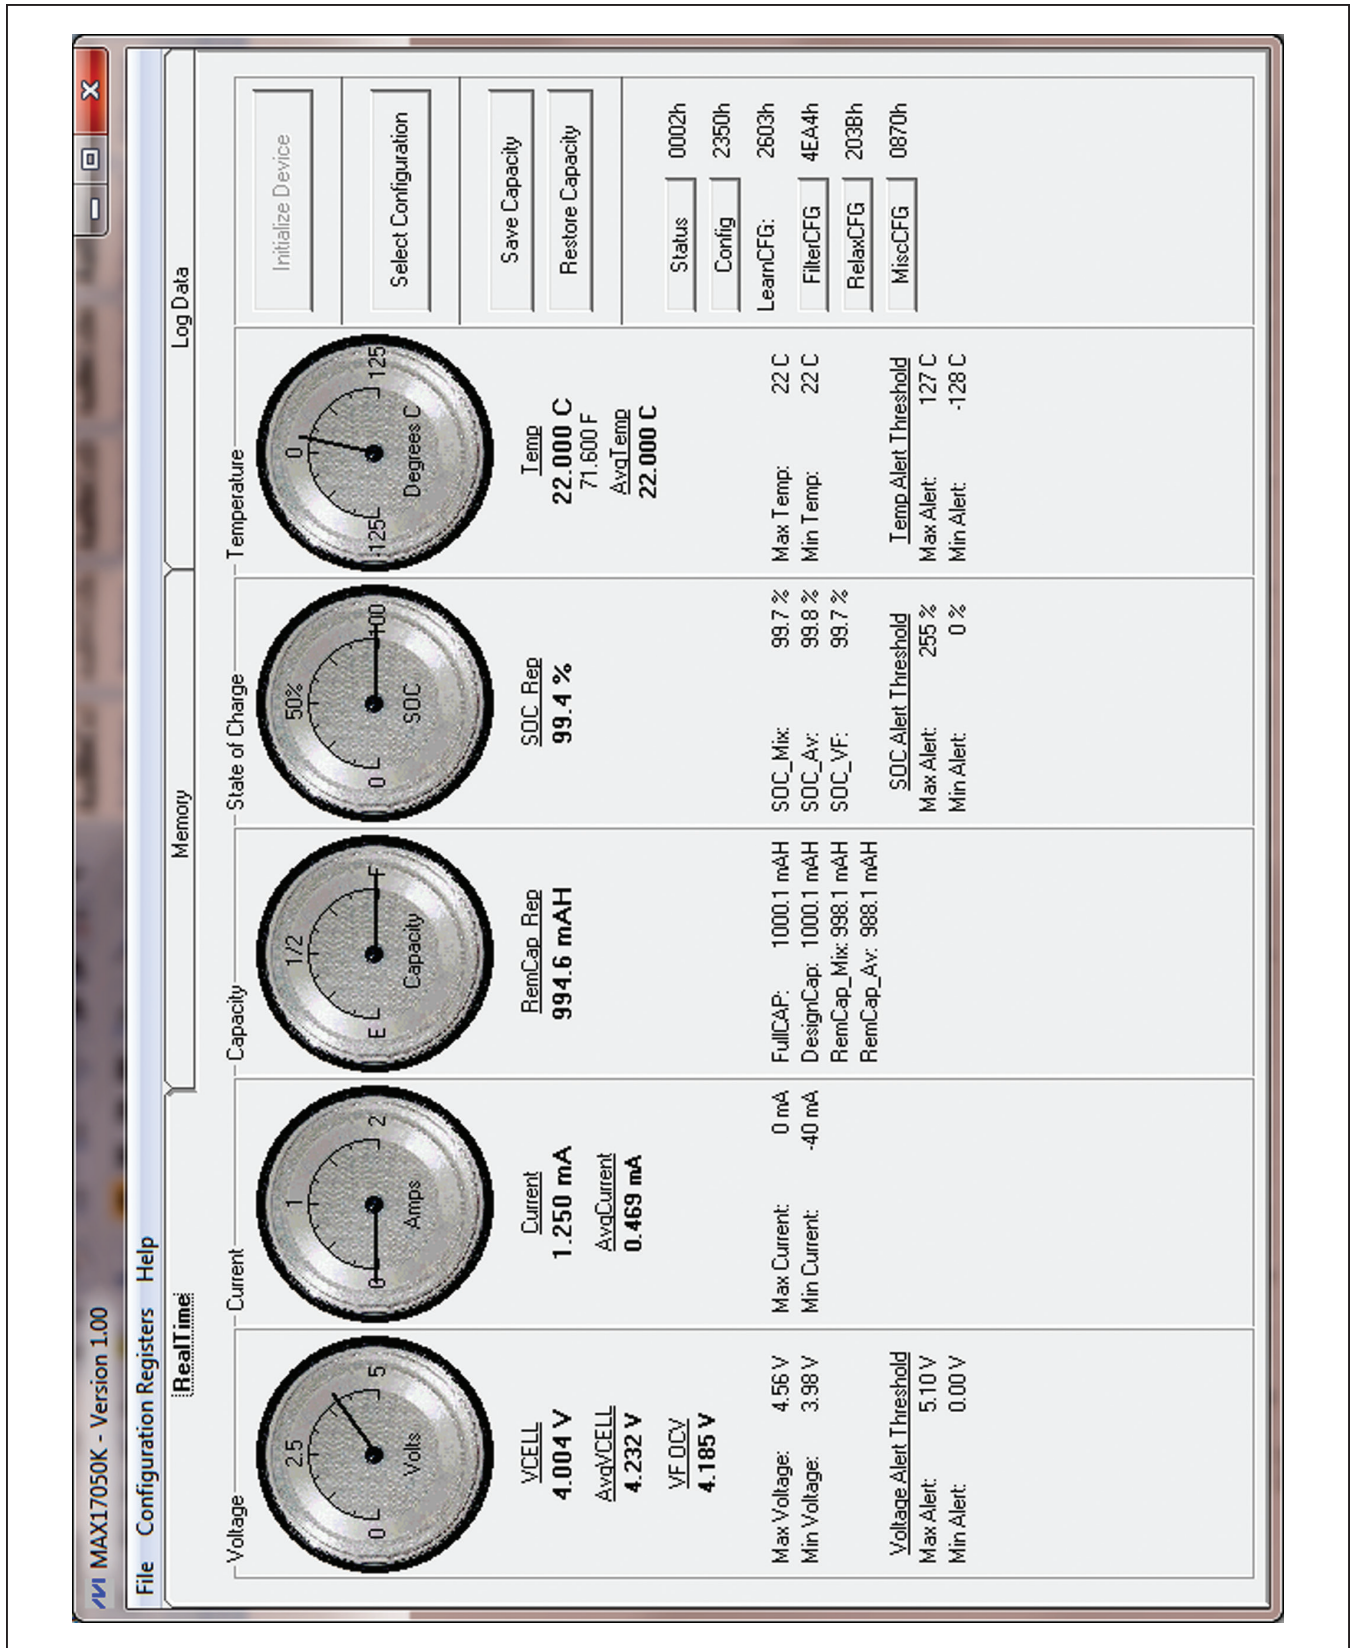 MAX17050K - Version 1.00
File Configuration Registers Help
RealTime
Memory
Log Data
Voltage
0
2.5
5
Volts
VCELL
4.004 V
AvgVCELL
4.232 V
VF OCV
4.185 V
Max Voltage: 4.56 V
Min Voltage: 3.98 V
Voltage Alert Threshold
Max Alert: 5.10 V
Min Alert: 0.00 V
Current
0
1
2
Amps
Current
1.250 mA
AvgCurrent
0.469 mA
Max Current: 0 mA
Min Current: -40 mA
Capacity
E
1/2
F
Capacity
RemCap Rep
994.6 mAH
FullCAP: 1000.1 mAH
DesignCap: 1000.1 mAH
RemCap_Mix: 998.1 mAH
RemCap_Av: 988.1 mAH
State of Charge
0
50%
100
SOC
SOC Rep
99.4 %
SOC_Mix: 99.7 %
SOC_Av: 99.8 %
SOC_VF: 99.7 %
SOC Alert Threshold
Max Alert: 255 %
Min Alert: 0 %
Temperature
-125
0
125
Degrees C
Temp
22.000 C
71.600 F
AvgTemp
22.000 C
Max Temp: 22 C
Min Temp: 22 C
Temp Alert Threshold
Max Alert: 127 C
Min Alert: -128 C
Initialize Device
Select Configuration
Save Capacity
Restore Capacity
Status 0002h
Config 2350h
LearnCFG: 2603h
FilterCFG 4EA4h
RelaxCFG 203Bh
MiscCFG 0870h